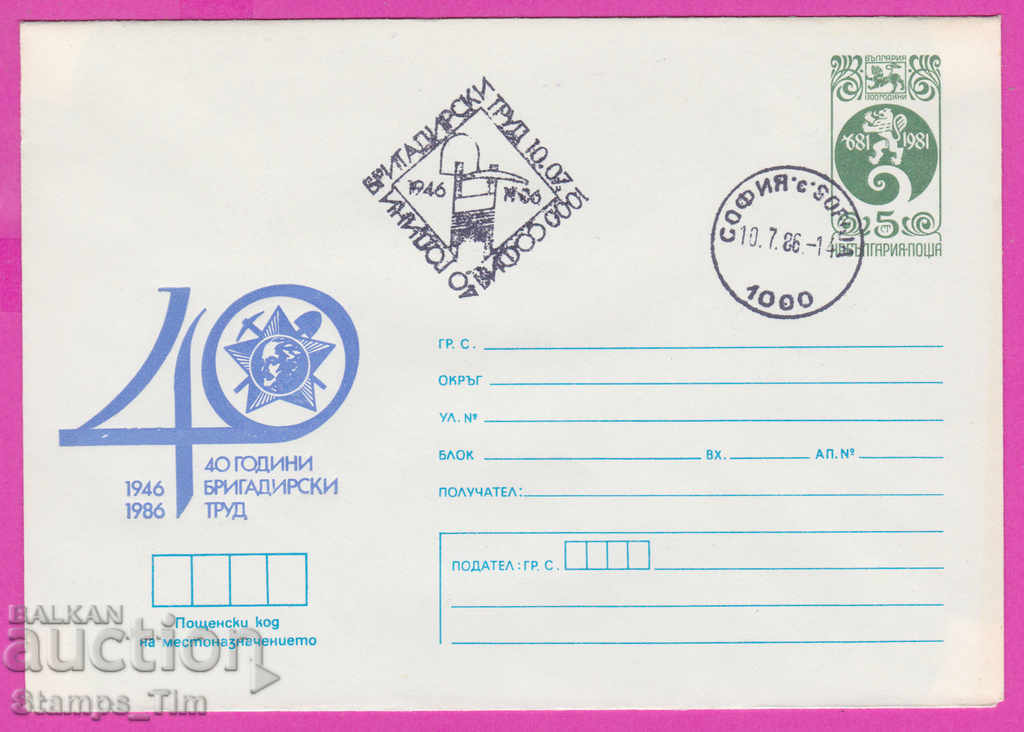 БЪЛГАРИЯ
1300 ГОДИНИ
681 1981
25 СТ
БЪЛГАРИЯ·ПОЩА
40 ГОДИНИ БРИГАДИРСКИ ТРУД 10.07. 1000 СОФИЯ
1946 1986
СОФИЯ
10.7.86.-14
1000
40
40 ГОДИНИ
1946 БРИГАДИРСКИ
1986 ТРУД
ГР. С.
ОКРЪГ
УЛ. №
БЛОК ВХ. АП. №
ПОЛУЧАТЕЛ:
ПОДАТЕЛ: ГР. С.
Пощенски код
на местоназначението
BALKAN
auction
Stamps_Tim